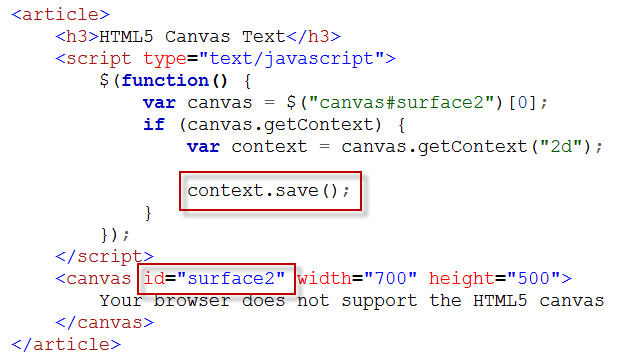 <article>
    <h3>HTML5 Canvas Text</h3>
    <script type="text/javascript">
        $(function() {
            var canvas = $("canvas#surface2")[0];
            if (canvas.getContext) {
                var context = canvas.getContext("2d");

                context.save();
            }
        });
    </script>
    <canvas id="surface2" width="700" height="500">
        Your browser does not support the HTML5 canvas
    </canvas>
</article>